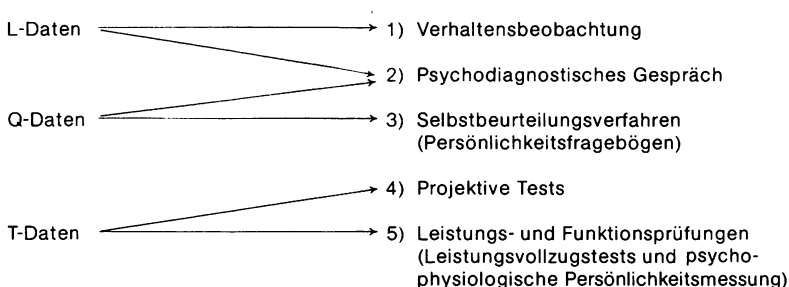 L-Daten
1) Verhaltensbeobachtung
2) Psychodiagnostisches Gespräch
Q-Daten
3) Selbstbeurteilungsverfahren
(Persönlichkeitsfragebögen)
4) Projektive Tests
T-Daten
5) Leistungs- und Funktionsprüfungen
(Leistungsvollzugstests und psycho-
physiologische Persönlichkeitsmessung)